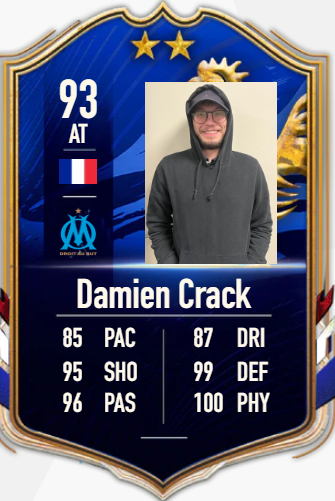 93
AT
DROIT AU BUT
Damien Crack
85 PAC
87 DRI
95 SHO
99 DEF
96 PAS
100 PHY